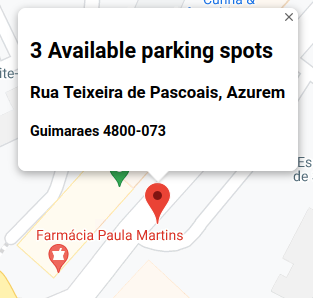 Cunha &
×
3 Available parking spots
Rua Teixeira de Pascoais, Azurem
Guimaraes 4800-073
ite-
Es
de
Farmácia Paula Martins